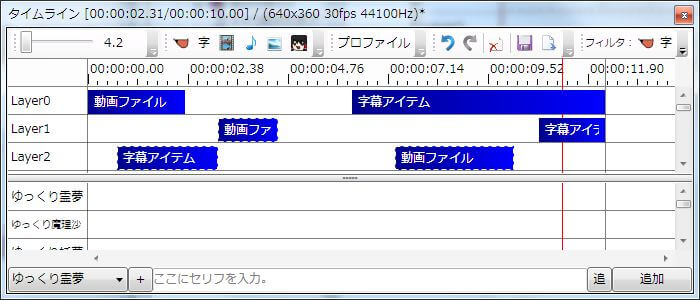 タイムライン [00:00:02.31/00:00:10.00] / (640x360 30fps 44100Hz)*
4.2 字 プロファイル フィルタ: 字
00:00:00.00 00:00:02.38 00:00:04.76 00:00:07.14 00:00:09.52 00:00:11.90
Layer0 動画ファイル 字幕アイテム
Layer1 動画ファ 字幕アイテ
Layer2 字幕アイテム 動画ファイル
ゆっくり霊夢
ゆっくり魔理沙
ゆっくり霊夢 + ここにセリフを入力。 追 追加